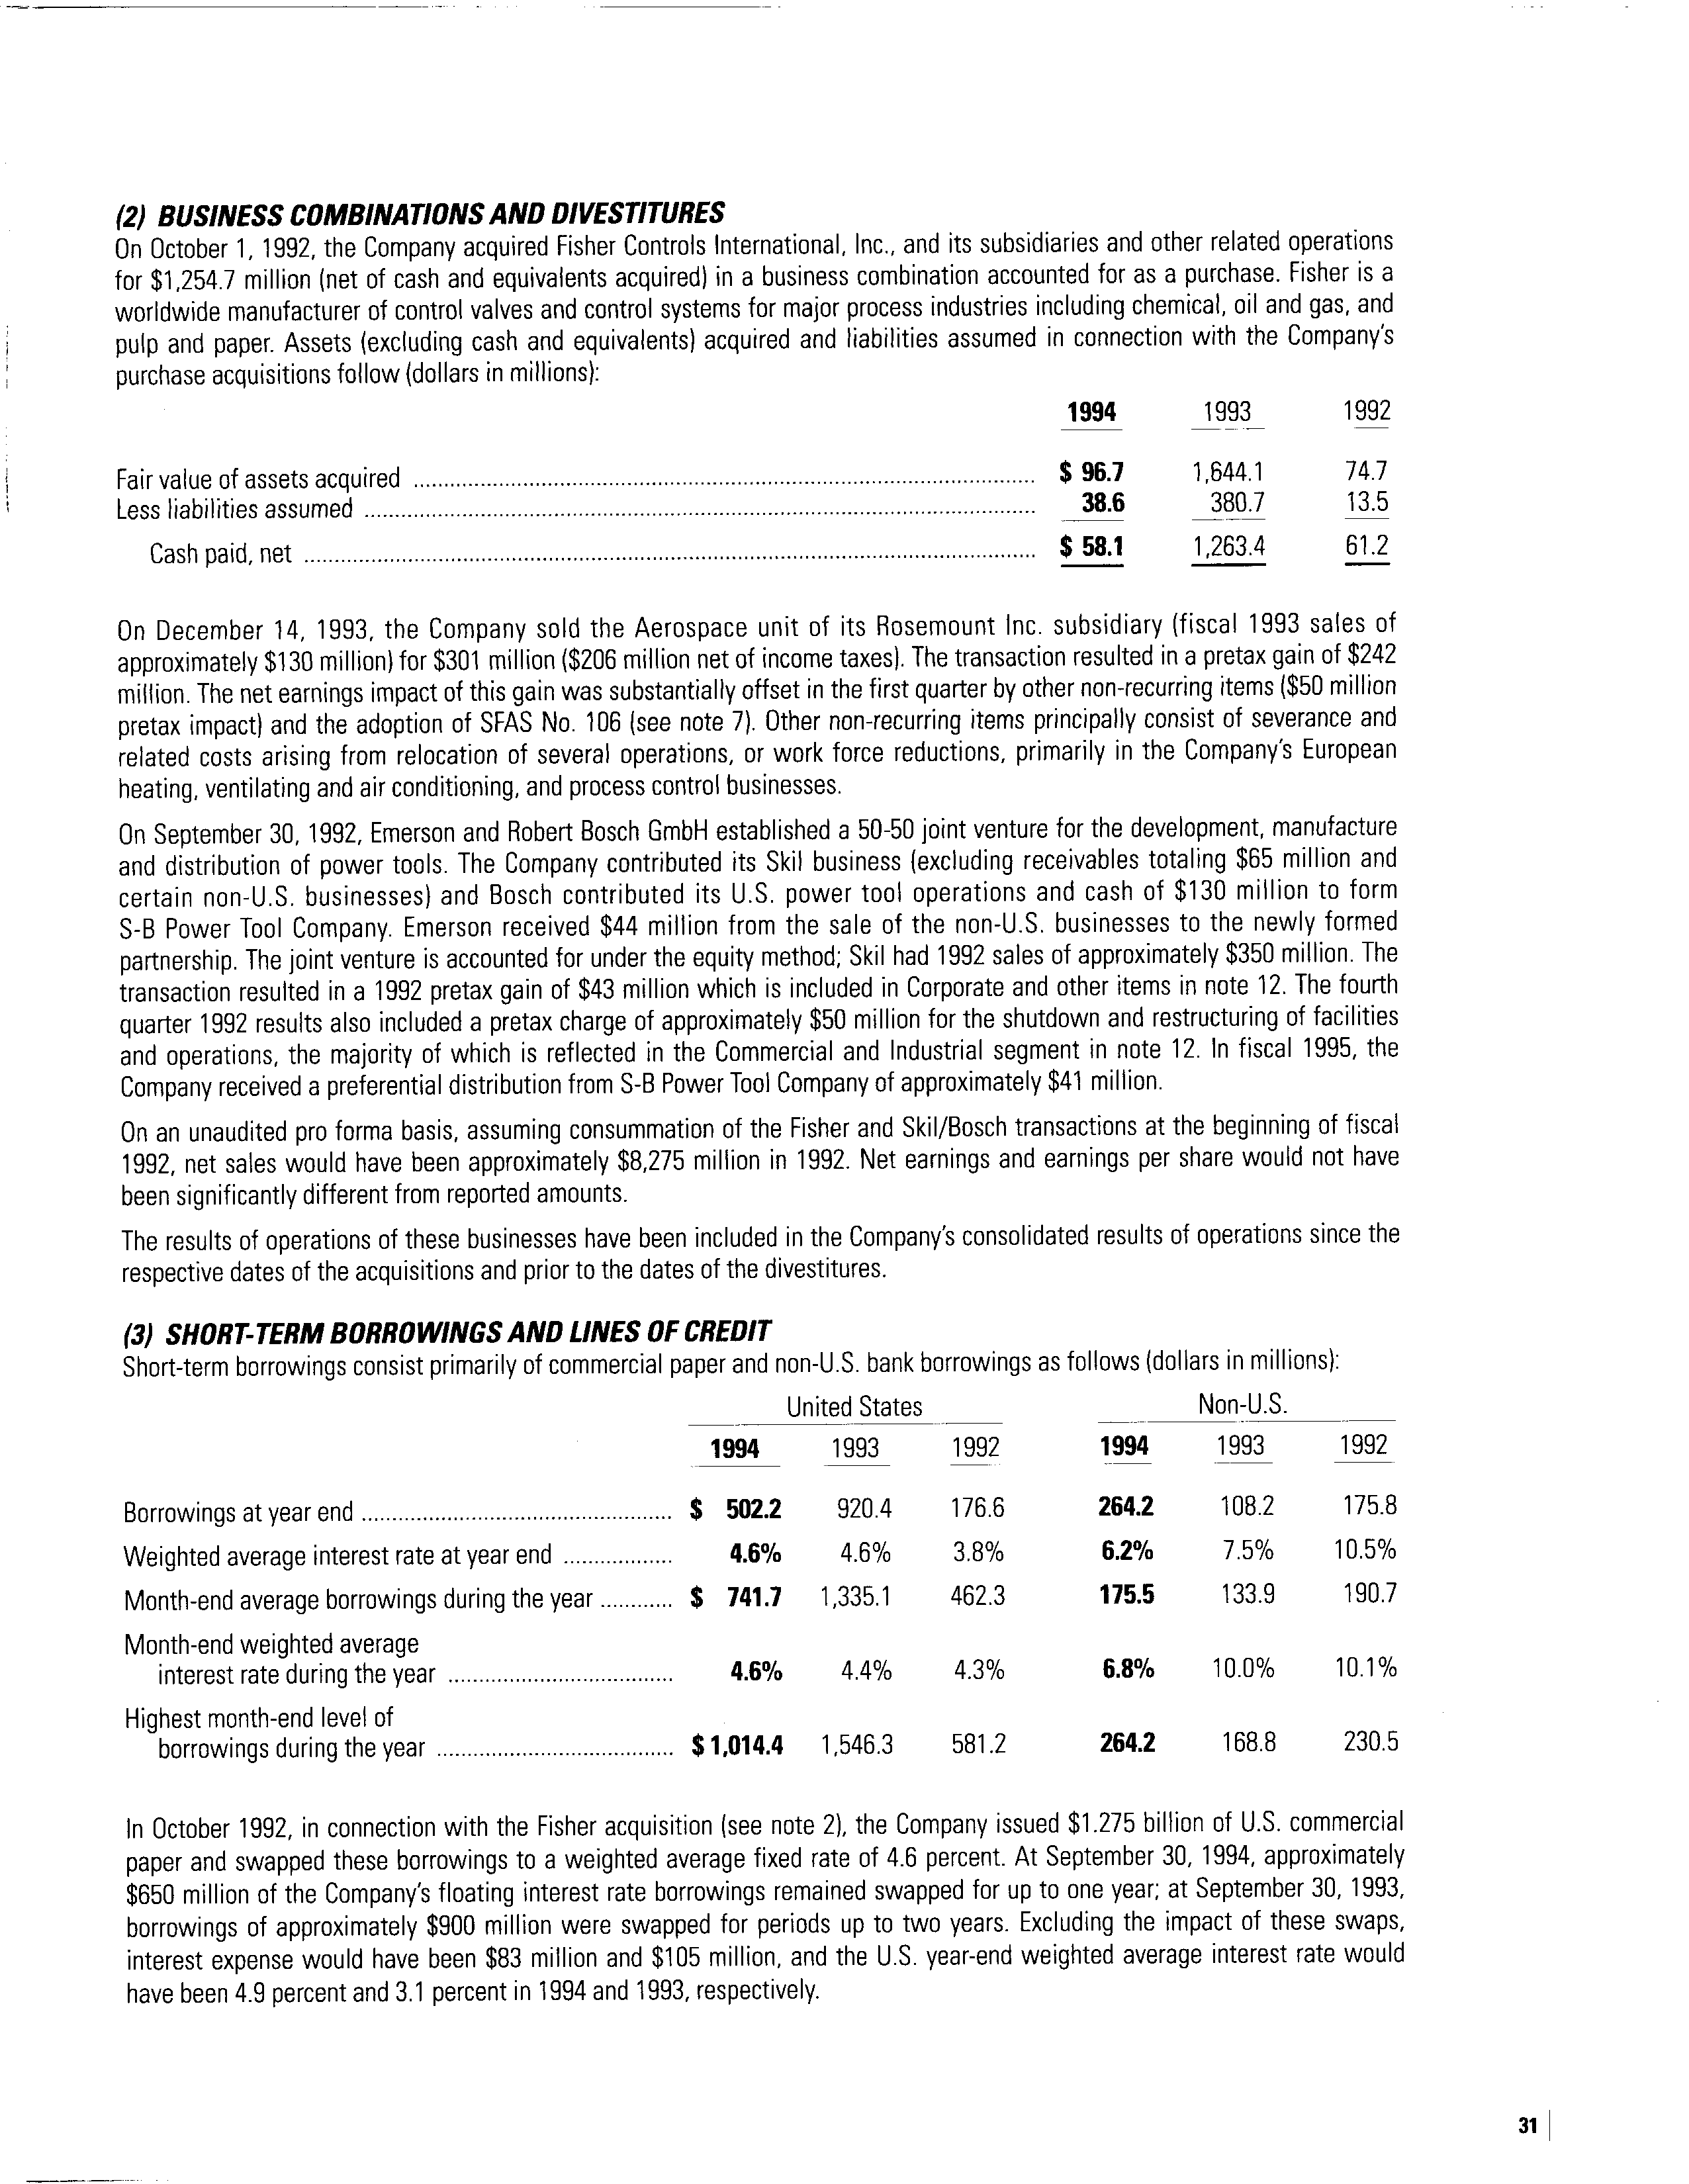 (2) BUSINESS COMBINATIONS AND DIVESTITURES
On October 1, 1992, the Company acquired Fisher Controls International, Inc., and its subsidiaries and other related operations
for $1,254.7 million (net of cash and equivalents acquired) in a business combination accounted for as a purchase. Fisher is a
worldwide manufacturer of control valves and control systems for major process industries including chemical, oil and gas, and
pulp and paper. Assets (excluding cash and equivalents) acquired and liabilities assumed in connection with the Company's
purchase acquisitions follow (dollars in millions):
1994 1993 1992
Fair value of assets acquired ........ $ 96.7 1,644.1 74.7
Less liabilities assumed ........ 38.6 380.7 13.5
Cash paid, net ........ $ 58.1 1,263.4 61.2
On December 14, 1993, the Company sold the Aerospace unit of its Rosemount Inc. subsidiary (fiscal 1993 sales of
approximately $130 million) for $301 million ($206 million net of income taxes). The transaction resulted in a pretax gain of $242
million. The net earnings impact of this gain was substantially offset in the first quarter by other non-recurring items ($50 million
pretax impact) and the adoption of SFAS No. 106 (see note 7). Other non-recurring items principally consist of severance and
related costs arising from relocation of several operations, or work force reductions, primarily in the Company's European
heating, ventilating and air conditioning, and process control businesses.
On September 30, 1992, Emerson and Robert Bosch GmbH established a 50-50 joint venture for the development, manufacture
and distribution of power tools. The Company contributed its Skil business (excluding receivables totaling $65 million and
certain non-U.S. businesses) and Bosch contributed its U.S. power tool operations and cash of $130 million to form
S-B Power Tool Company. Emerson received $44 million from the sale of the non-U.S. businesses to the newly formed
partnership. The joint venture is accounted for under the equity method; Skil had 1992 sales of approximately $350 million. The
transaction resulted in a 1992 pretax gain of $43 million which is included in Corporate and other items in note 12. The fourth
quarter 1992 results also included a pretax charge of approximately $50 million for the shutdown and restructuring of facilities
and operations, the majority of which is reflected in the Commercial and Industrial segment in note 12. In fiscal 1995, the
Company received a preferential distribution from S-B Power Tool Company of approximately $41 million.
On an unaudited pro forma basis, assuming consummation of the Fisher and Skil/Bosch transactions at the beginning of fiscal
1992, net sales would have been approximately $8,275 million in 1992. Net earnings and earnings per share would not have
been significantly different from reported amounts.
The results of operations of these businesses have been included in the Company's consolidated results of operations since the
respective dates of the acquisitions and prior to the dates of the divestitures.
(3) SHORT-TERM BORROWINGS AND LINES OF CREDIT
Short-term borrowings consist primarily of commercial paper and non-U.S. bank borrowings as follows (dollars in millions):
United States Non-U.S.
1994 1993 1992 1994 1993 1992
Borrowings at year end ........ $ 502.2 920.4 176.6 264.2 108.2 175.8
Weighted average interest rate at year end ........ 4.6% 4.6% 3.8% 6.2% 7.5% 10.5%
Month-end average borrowings during the year ........ $ 741.7 1,335.1 462.3 175.5 133.9 190.7
Month-end weighted average
interest rate during the year ........ 4.6% 4.4% 4.3% 6.8% 10.0% 10.1%
Highest month-end level of
borrowings during the year ........ $ 1,014.4 1,546.3 581.2 264.2 168.8 230.5
In October 1992, in connection with the Fisher acquisition (see note 2), the Company issued $1.275 billion of U.S. commercial
paper and swapped these borrowings to a weighted average fixed rate of 4.6 percent. At September 30, 1994, approximately
$650 million of the Company's floating interest rate borrowings remained swapped for up to one year; at September 30, 1993,
borrowings of approximately $900 million were swapped for periods up to two years. Excluding the impact of these swaps,
interest expense would have been $83 million and $105 million, and the U.S. year-end weighted average interest rate would
have been 4.9 percent and 3.1 percent in 1994 and 1993, respectively.
31